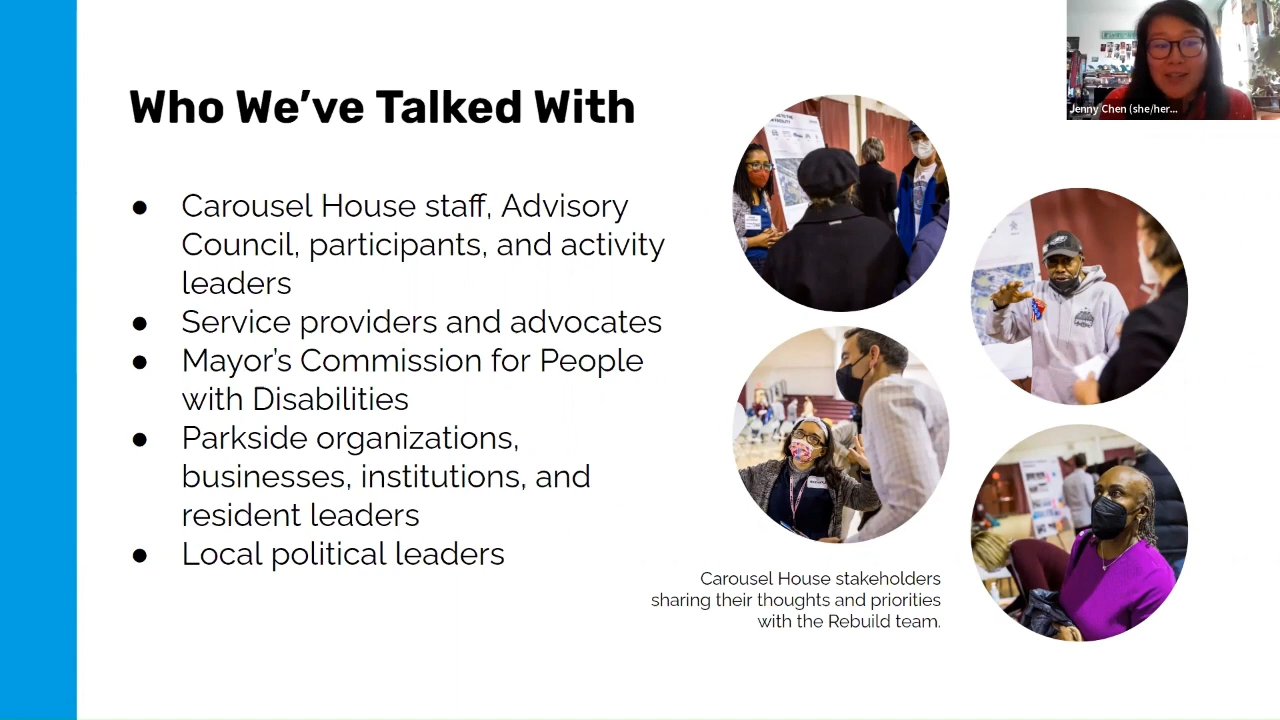 Who We’ve Talked With
● Carousel House staff, Advisory
Council, participants, and activity
leaders
● Service providers and advocates
● Mayor’s Commission for People
with Disabilities
● Parkside organizations,
businesses, institutions, and
resident leaders
● Local political leaders
Carousel House stakeholders
sharing their thoughts and priorities
with the Rebuild team.
Jenny Chen (she/her...